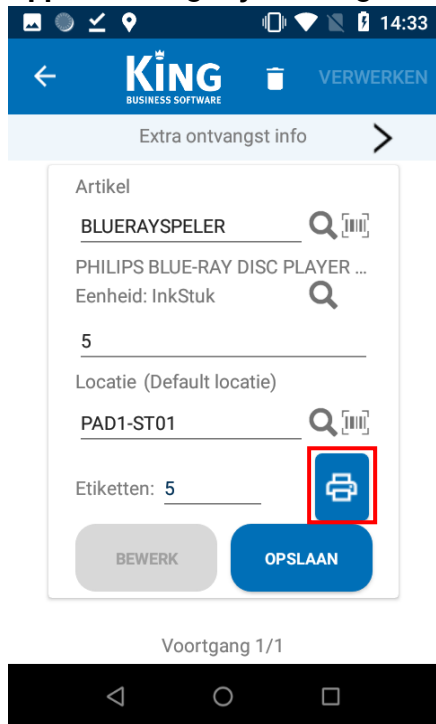 14:33
KING
BUSINESS SOFTWARE
VERWERKEN
Extra ontvangst info
Artikel
BLUERAYSPELER
PHILIPS BLUE-RAY DISC PLAYER ...
Eenheid: InkStuk
5
Locatie (Default locatie)
PAD1-ST01
Etiketten: 5
BEWERK
OPSLAAN
Voortgang 1/1